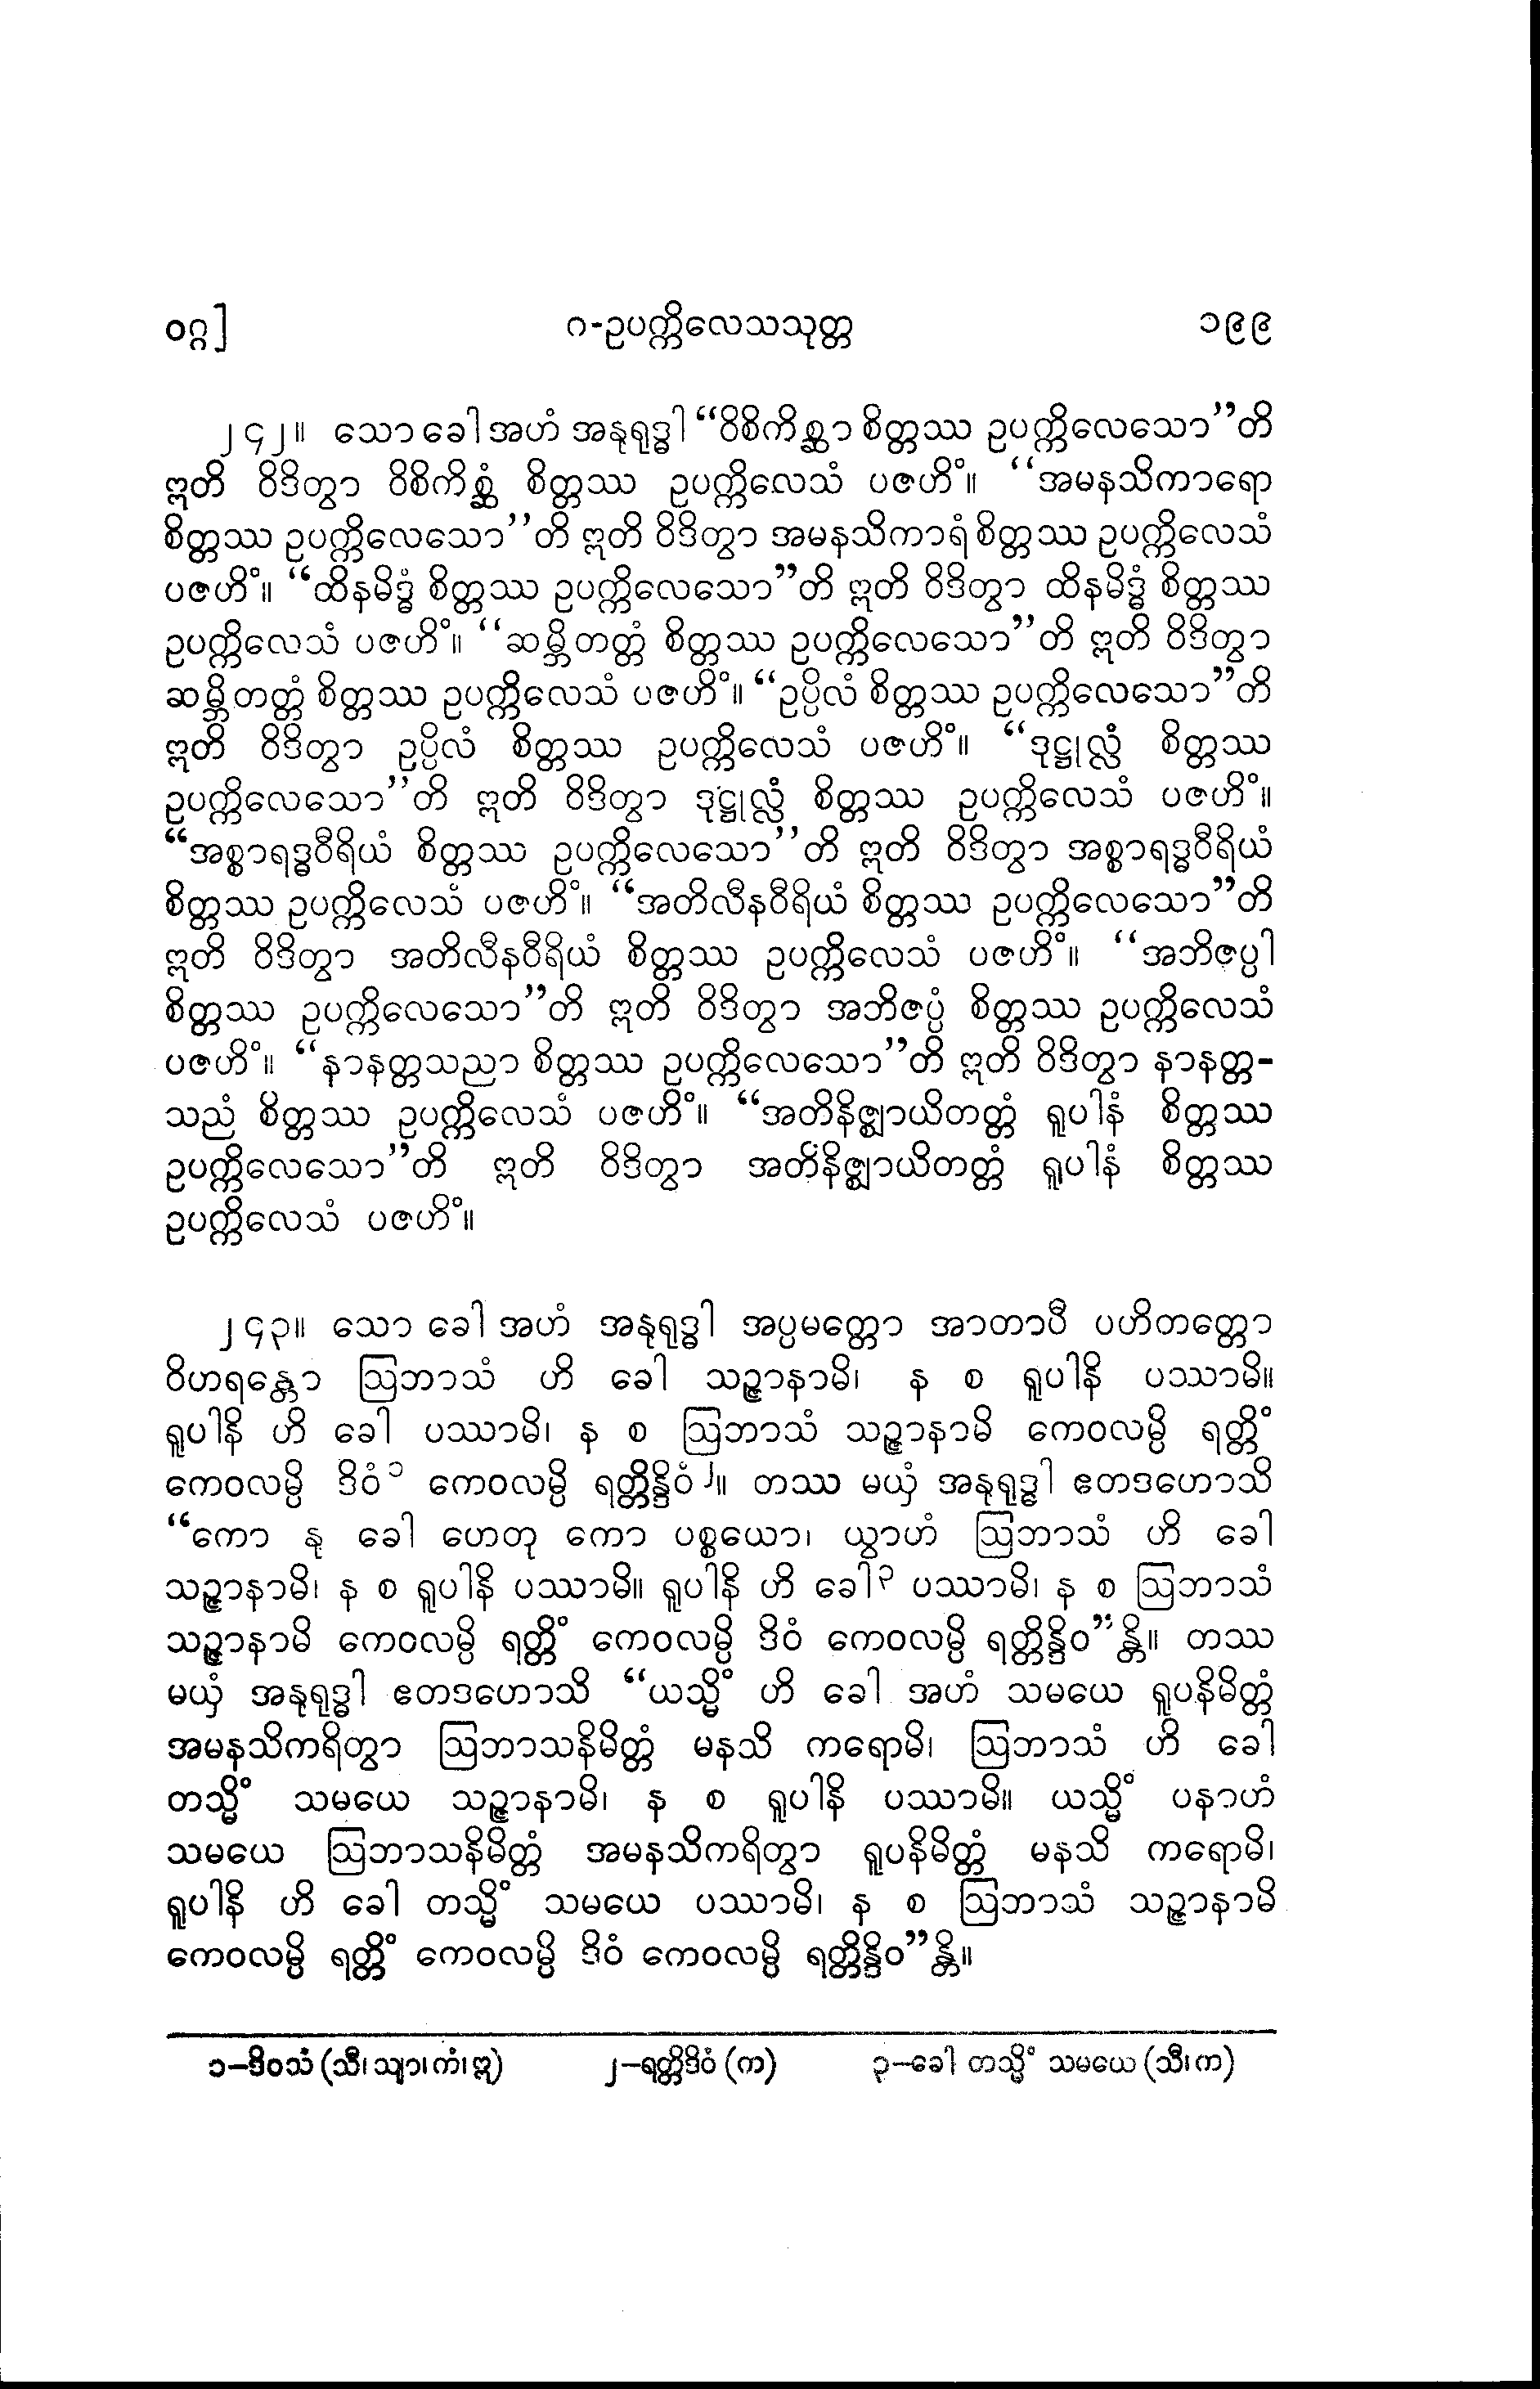 ၀ဂ္ဂ] ဂ-ဥပက္ကိလေသသုတ္တ ၁၉၉
၂၄၂။ သော ခေါ အဟံ အနုရုဒ္ဓါ “ဝိစိကိစ္ဆာ စိတ္တဿ ဥပက္ကိလေသော”တိ
ဣတိ ဝိဒိတွာ ဝိစိကိစ္ဆံ စိတ္တဿ ဥပက္ကိလေသံ ပဇဟိံ။ “အမနသိကာရော
စိတ္တဿ ဥပက္ကိလေသော”တိ ဣတိ ဝိဒိတွာ အမနသိကာရံ စိတ္တဿ ဥပက္ကိလေသံ
ပဇဟိံ။ “ထိနမိဒ္ဓံ စိတ္တဿ ဥပက္ကိလေသော”တိ ဣတိ ဝိဒိတွာ ထိနမိဒ္ဓံ စိတ္တဿ
ဥပက္ကိလေသံ ပဇဟိံ။ “ဆမ္ဘိတတ္တံ စိတ္တဿ ဥပက္ကိလေသော”တိ ဣတိ ဝိဒိတွာ
ဆမ္ဘိတတ္တံ စိတ္တဿ ဥပက္ကိလေသံ ပဇဟိံ။ “ဥပ္ပိလံ စိတ္တဿ ဥပက္ကိလေသော”တိ
ဣတိ ဝိဒိတွာ ဥပ္ပိလံ စိတ္တဿ ဥပက္ကိလေသံ ပဇဟိံ။ “ဒုဋ္ဌုလ္လံ စိတ္တဿ
ဥပက္ကိလေသော”တိ ဣတိ ဝိဒိတွာ ဒုဋ္ဌုလ္လံ စိတ္တဿ ဥပက္ကိလေသံ ပဇဟိံ။
“အစ္စာရဒ္ဓဝီရိယံ စိတ္တဿ ဥပက္ကိလေသော”တိ ဣတိ ဝိဒိတွာ အစ္စာရဒ္ဓဝီရိယံ
စိတ္တဿ ဥပက္ကိလေသံ ပဇဟိံ။ “အတိလီနဝီရိယံ စိတ္တဿ ဥပက္ကိလေသော”တိ
ဣတိ ဝိဒိတွာ အတိလီနဝီရိယံ စိတ္တဿ ဥပက္ကိလေသံ ပဇဟိံ။ “အဘိဇပ္ပါ
စိတ္တဿ ဥပက္ကိလေသော”တိ ဣတိ ဝိဒိတွာ အဘိဇပ္ပံ စိတ္တဿ ဥပက္ကိလေသံ
ပဇဟိံ။ “နာနတ္တသညာ စိတ္တဿ ဥပက္ကိလေသော”တိ ဣတိ ဝိဒိတွာ နာနတ္တ-
သညံ စိတ္တဿ ဥပက္ကိလေသံ ပဇဟိံ။ “အတိနိဇ္ဈာယိတတ္တံ ရူပါနံ စိတ္တဿ
ဥပက္ကိလေသော”တိ ဣတိ ဝိဒိတွာ အတိနိဇ္ဈာယိတတ္တံ ရူပါနံ စိတ္တဿ
ဥပက္ကိလေသံ ပဇဟိံ။
၂၄၃။ သော ခေါ အဟံ အနုရုဒ္ဓါ အပ္ပမတ္တော အာတာပီ ပဟိတတ္တော
ဝိဟရန္တော ဩဘာသံ ဟိ ခေါ သဉ္ဇာနာမိ၊ န စ ရူပါနိ ပဿာမိ။
ရူပါနိ ဟိ ခေါ ပဿာမိ၊ န စ ဩဘာသံ သဉ္ဇာနာမိ ကေဝလမ္ပိ ရတ္တိံ
ကေဝလမ္ပိ ဒိဝံ၁ ကေဝလမ္ပိ ရတ္တိန္ဒိဝံ၂။ တဿ မယှံ အနုရုဒ္ဓါ ဧတဒဟောသိ
“ကော နု ခေါ ဟေတု ကော ပစ္စယော၊ ယွာဟံ ဩဘာသံ ဟိ ခေါ
သဉ္ဇာနာမိ၊ န စ ရူပါနိ ပဿာမိ။ ရူပါနိ ဟိ ခေါ၃ ပဿာမိ၊ န စ ဩဘာသံ
သဉ္ဇာနာမိ ကေဝလမ္ပိ ရတ္တိံ ကေဝလမ္ပိ ဒိဝံ ကေဝလမ္ပိ ရတ္တိန္ဒိဝ”န္တိ။ တဿ
မယှံ အနုရုဒ္ဓါ ဧတဒဟောသိ “ယသ္မိံ ဟိ ခေါ အဟံ သမယေ ရူပနိမိတ္တံ
အမနသိကရိတွာ ဩဘာသနိမိတ္တံ မနသိ ကရောမိ၊ ဩဘာသံ ဟိ ခေါ
တသ္မိံ သမယေ သဉ္ဇာနာမိ၊ န စ ရူပါနိ ပဿာမိ။ ယသ္မိံ ပနာဟံ
သမယေ ဩဘာသနိမိတ္တံ အမနသိကရိတွာ ရူပနိမိတ္တံ မနသိ ကရောမိ၊
ရူပါနိ ဟိ ခေါ တသ္မိံ သမယေ ပဿာမိ၊ န စ ဩဘာသံ သဉ္ဇာနာမိ
ကေဝလမ္ပိ ရတ္တိံ ကေဝလမ္ပိ ဒိဝံ ကေဝလမ္ပိ ရတ္တိန္ဒိဝ”န္တိ။
၁−ဒိဝသံ (သီ၊ သျာ၊ ကံ၊ ဣ) ၂−ရတ္တိဒိဝံ (က) ၃−ခေါ တသ္မိံ သမယေ (သီ၊ က)